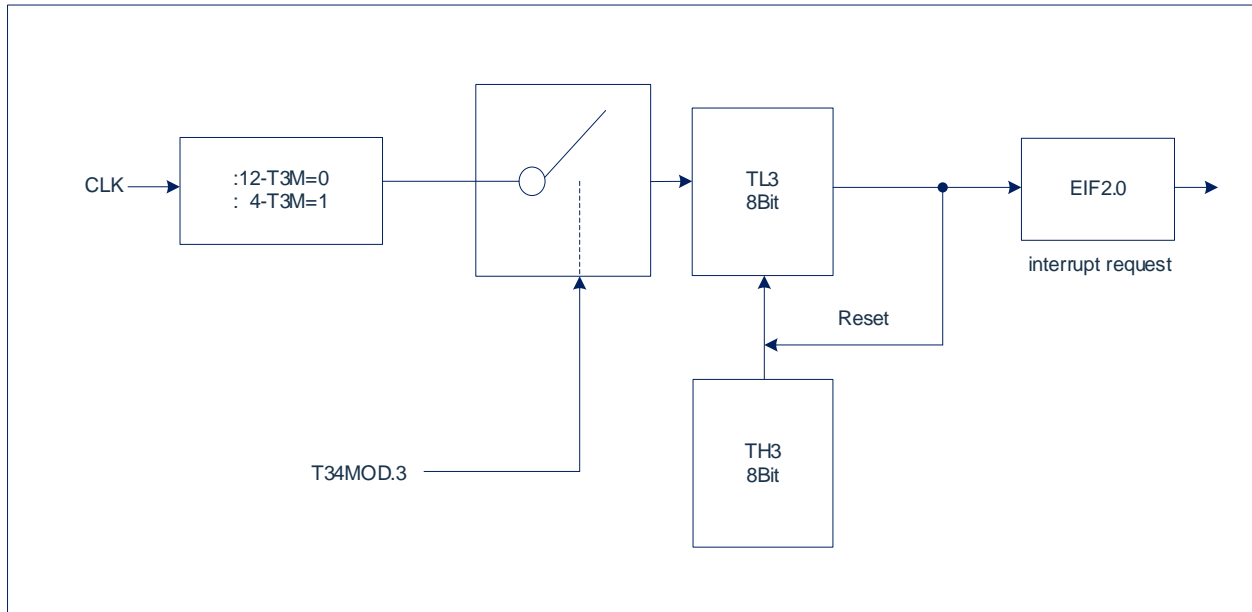 CLK
:12-T3M=0
:  4-T3M=1
TL3
8Bit
EIF2.0
interrupt request
Reset
TH3
8Bit
T34MOD.3